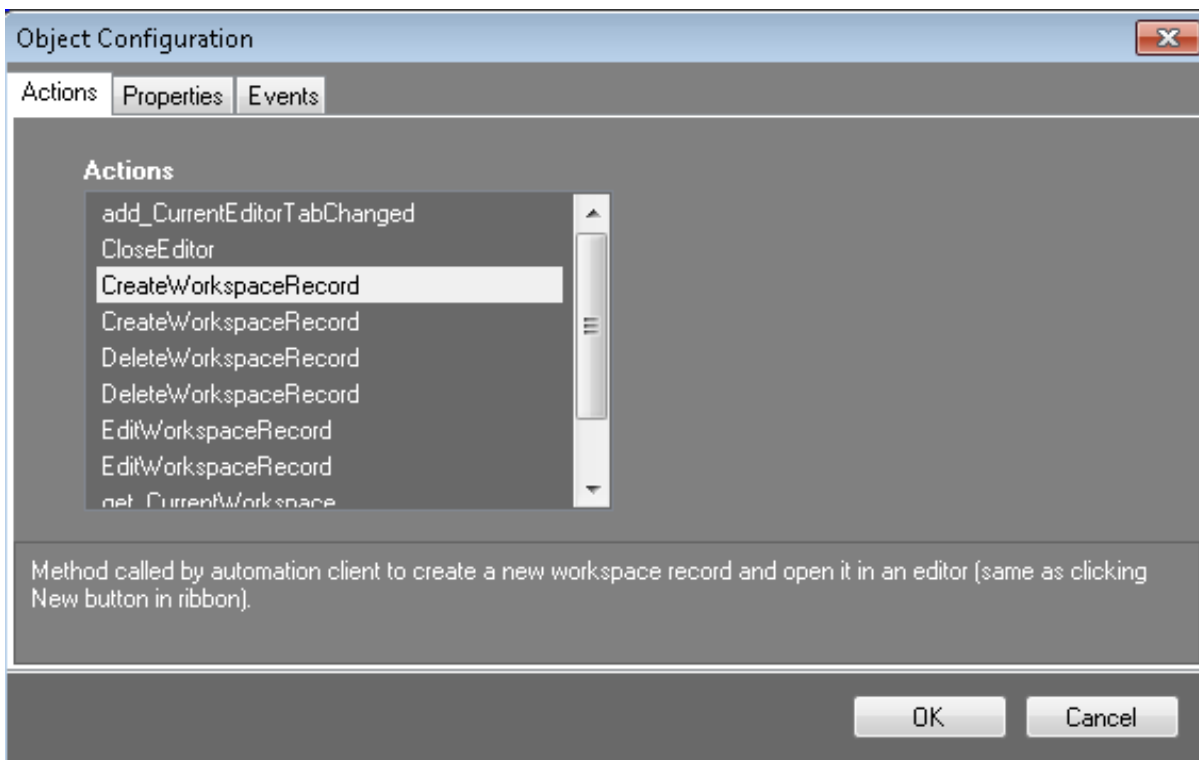 Object Configuration
Actions Properties Events
Actions
add_CurrentEditorTabChanged
CloseEditor
CreateWorkspaceRecord
CreateWorkspaceRecord
DeleteWorkspaceRecord
DeleteWorkspaceRecord
EditWorkspaceRecord
EditWorkspaceRecord
get_CurrentWorkspace
Method called by automation client to create a new workspace record and open it in an editor (same as clicking
New button in ribbon).
OK Cancel